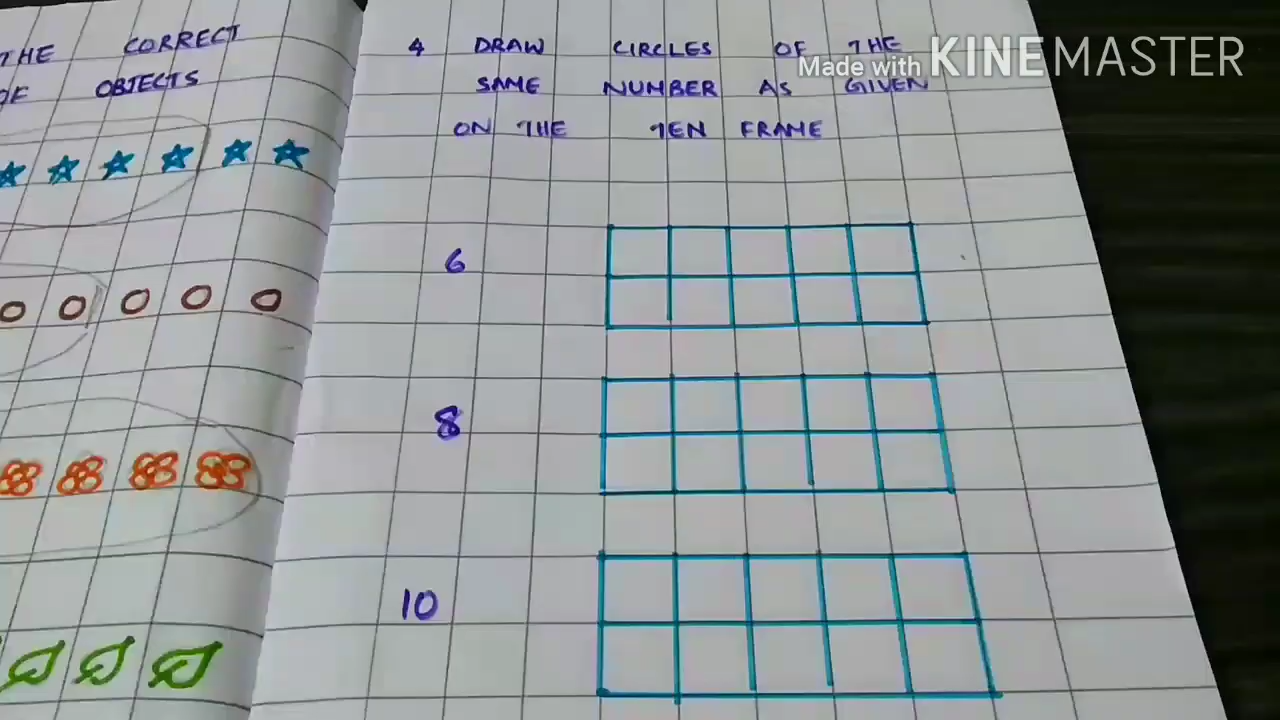 THE CORRECT
OF OBJECTS
4 DRAW CIRCLES OF THE
SAME NUMBER AS GIVEN
ON THE TEN FRAME
6
8
10
Made with KINEMASTER